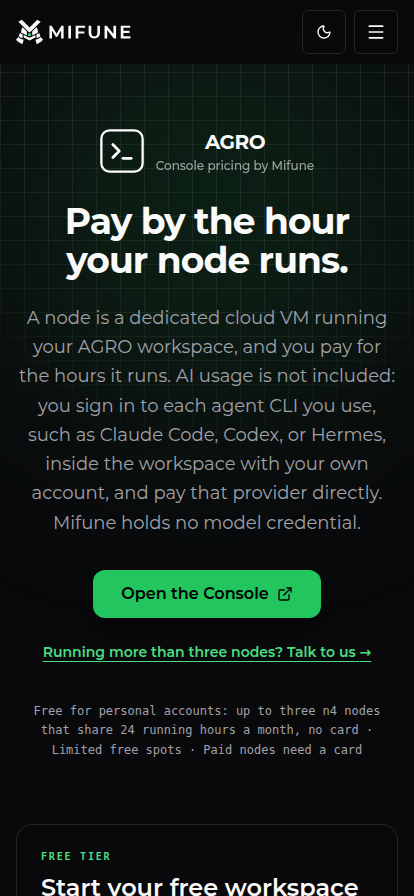 MIFUNE
AGRO
Console pricing by Mifune
Pay by the hour
your node runs.
A node is a dedicated cloud VM running
your AGRO workspace, and you pay for
the hours it runs. AI usage is not included:
you sign in to each agent CLI you use,
such as Claude Code, Codex, or Hermes,
inside the workspace with your own
account, and pay that provider directly.
Mifune holds no model credential.
Open the Console
Running more than three nodes? Talk to us →
Free for personal accounts: up to three n4 nodes
that share 24 running hours a month, no card ·
Limited free spots · Paid nodes need a card
FREE TIER
Start your free workspace